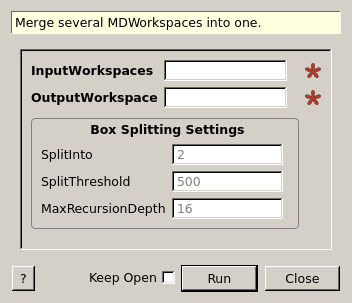 Merge several MDWorkspaces into one.
InputWorkspaces
OutputWorkspace
Box Splitting Settings
SplitInto 2
SplitThreshold 500
MaxRecursionDepth 16
? Keep Open Run Close